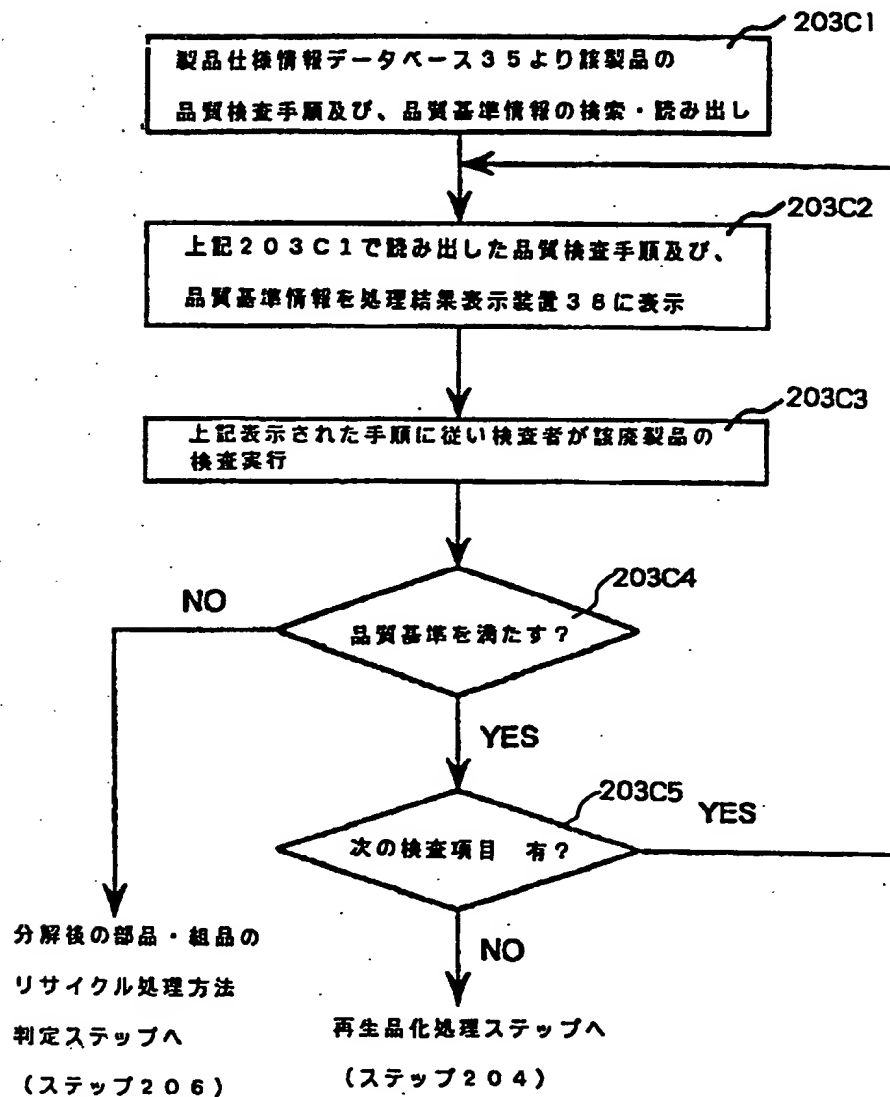 203C1
製品仕様情報データベース35より該製品の
品質検査手順及び、品質基準情報の検索・読み出し
203C2
上記203C1で読み出した品質検査手順及び、
品質基準情報を処理結果表示装置38に表示
203C3
上記表示された手順に従い検査者が該廃製品の
検査実行
203C4
NO
品質基準を満たす?
YES
203C5
YES
次の検査項目 有?
NO
分解後の部品・組品の
リサイクル処理方法
判定ステップへ
(ステップ206)
再生品化処理ステップへ
(ステップ204)